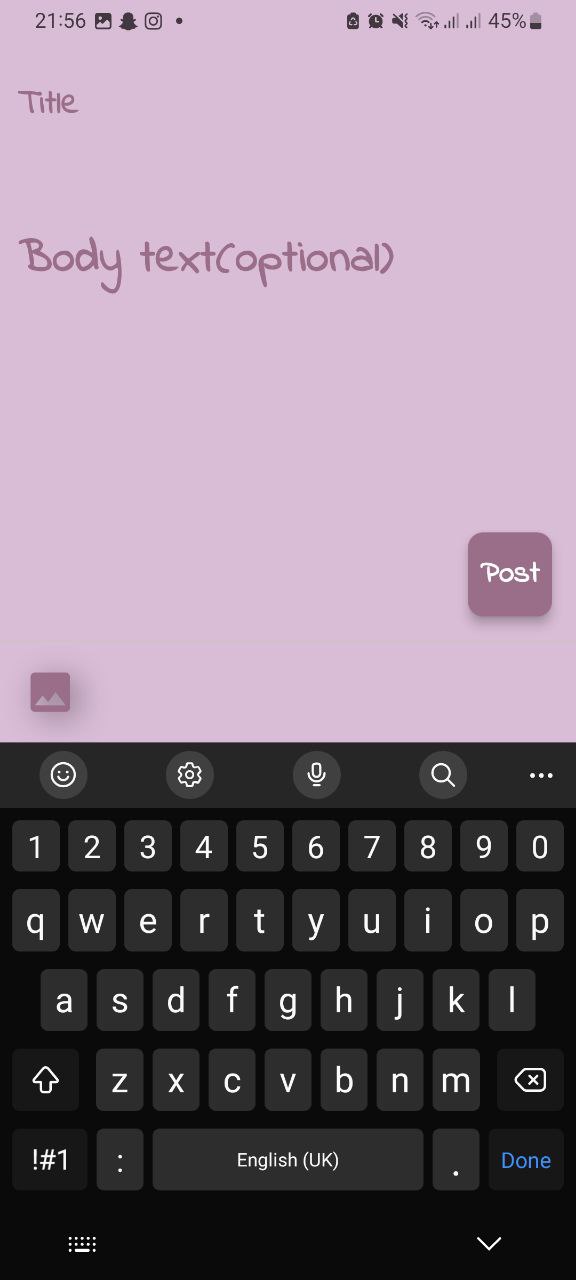 21:56 45%
Title
Body text(optional)
Post
1 2 3 4 5 6 7 8 9 0
q w e r t y u i o p
a s d f g h j k l
z x c v b n m
!#1 : English (UK) . Done